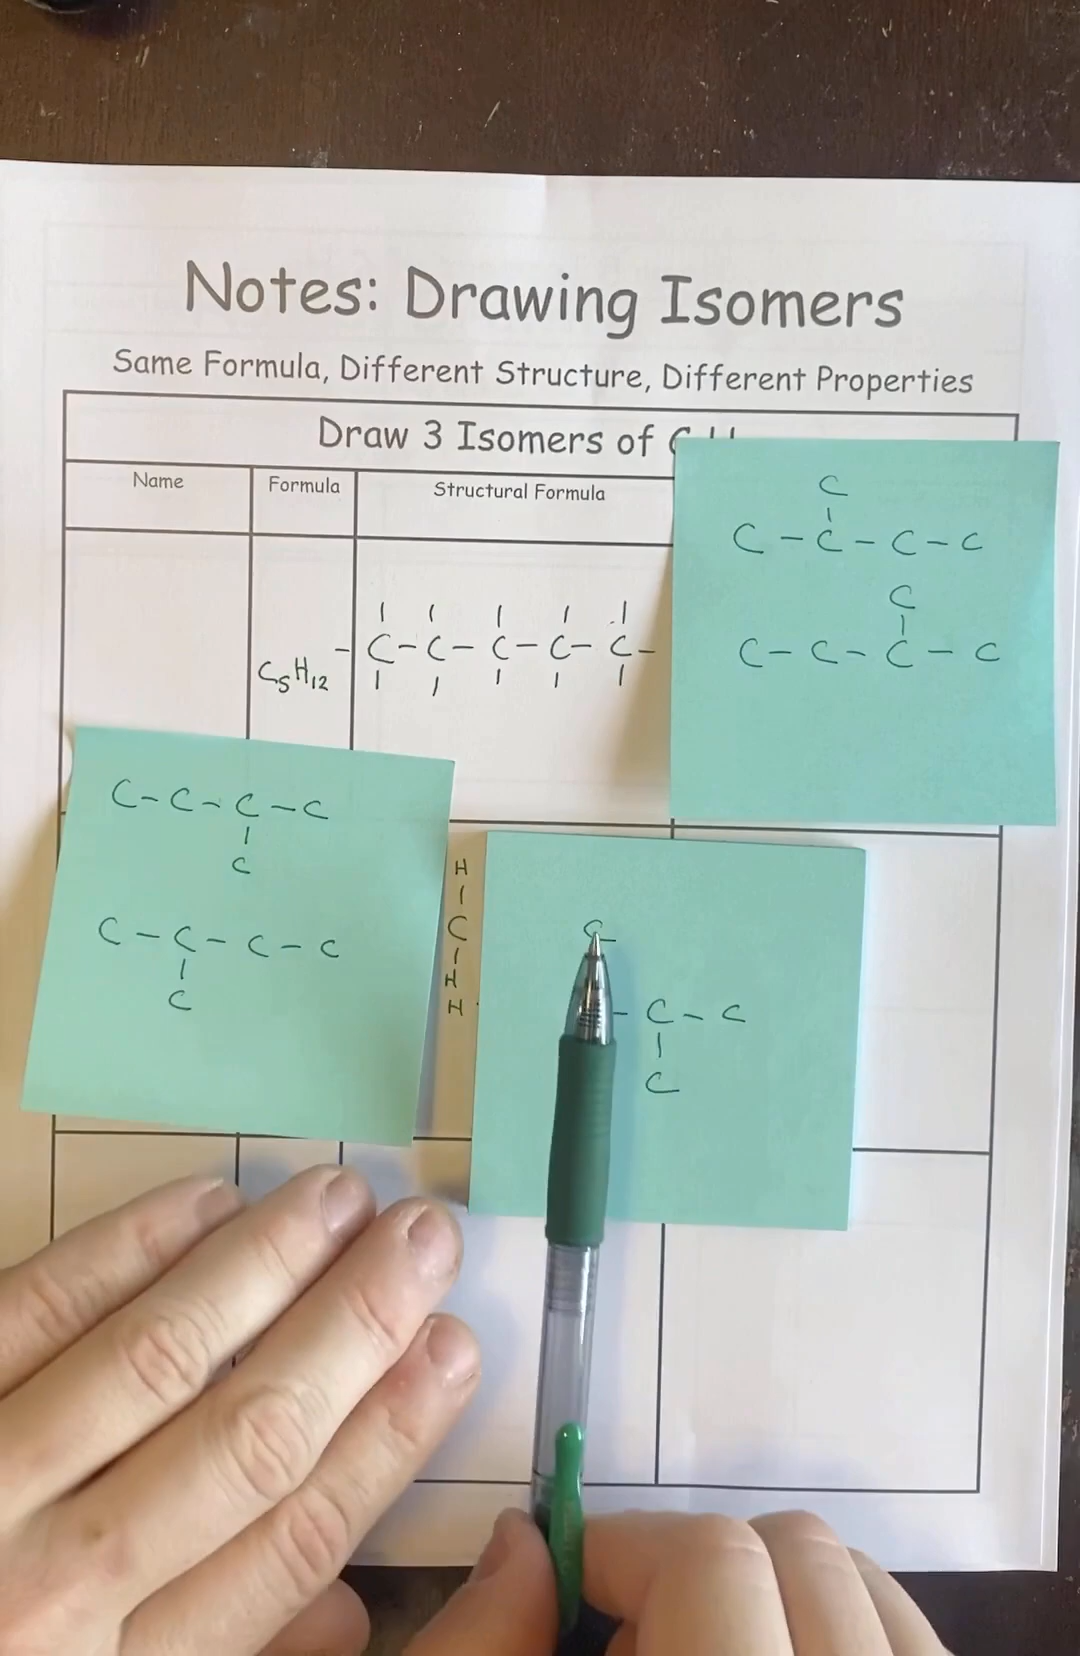 Notes: Drawing Isomers
Same Formula, Different Structure, Different Properties
Draw 3 Isomers of
Name
Formula
Structural Formula
C₅H₁₂
- C - C - C - C - C -
C
C - C - C - C
C
C - C - C - C
C - C - C - C
C
C - C - C - C
C
H
C
H
H
C
- C - C
C